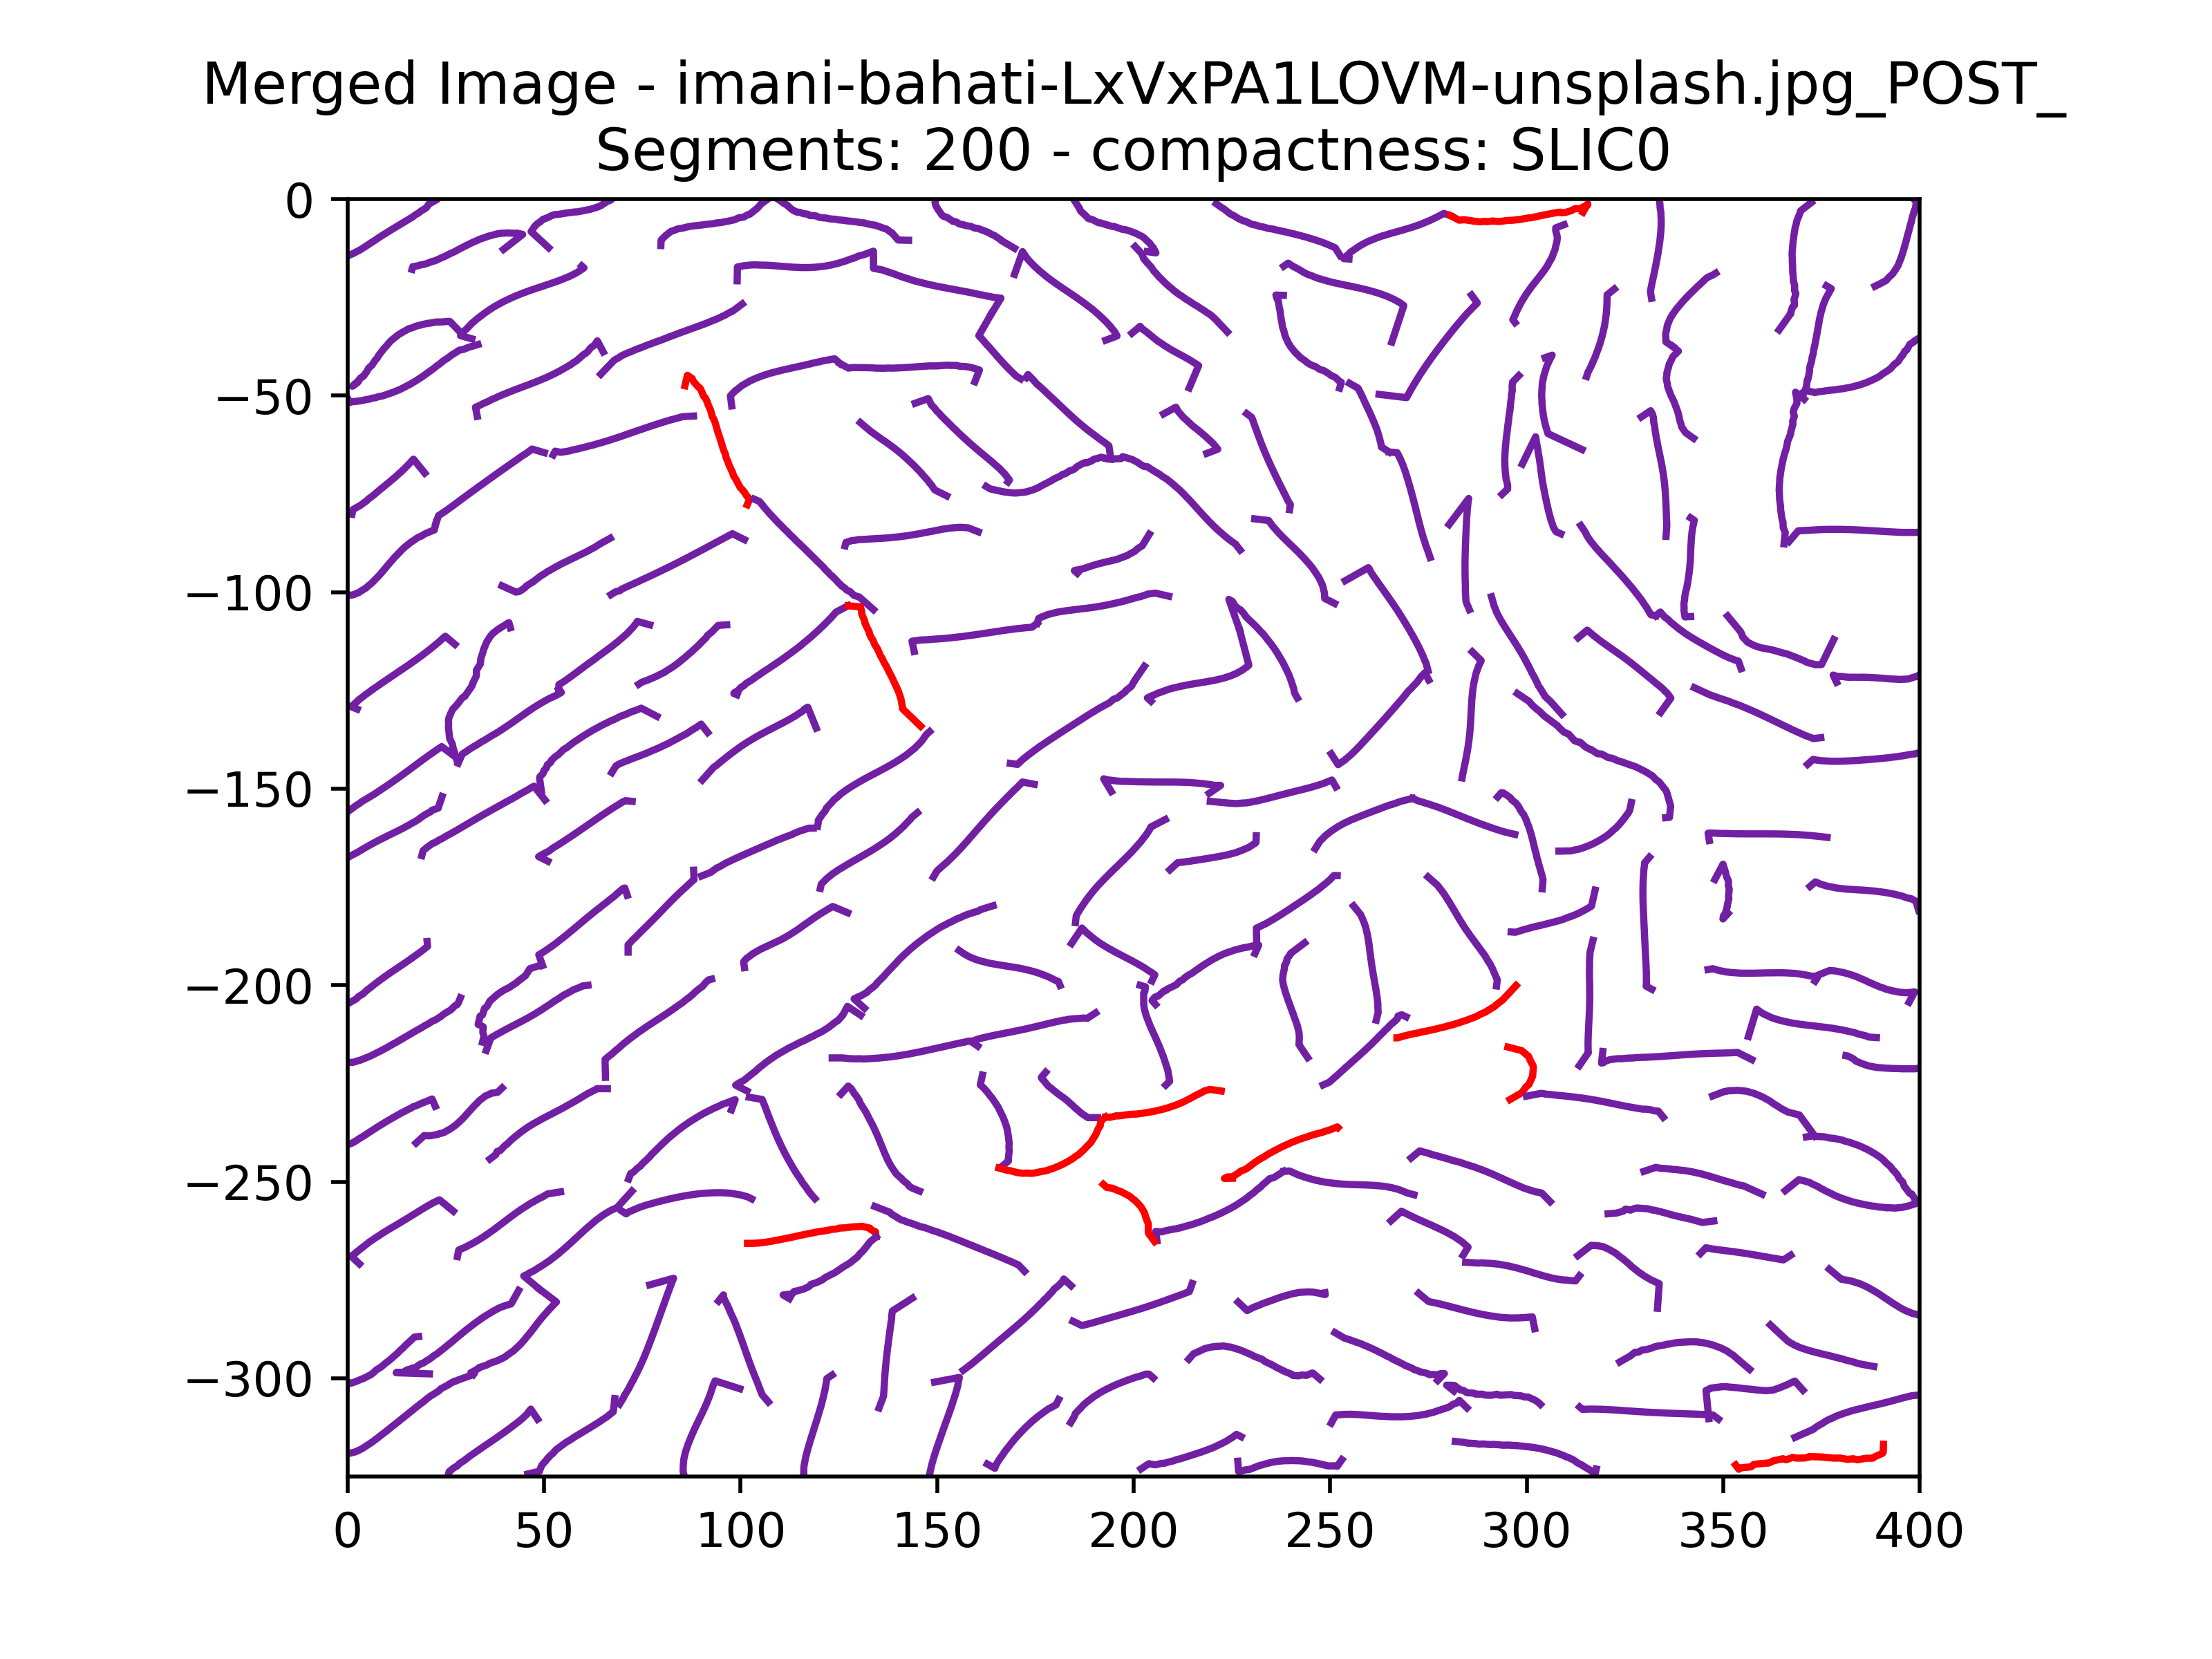 Merged Image - imani-bahati-LxVxPA1LOVM-unsplash.jpg_POST_
Segments: 200 - compactness: SLIC0
0
−50
−100
−150
−200
−250
−300
0 50 100 150 200 250 300 350 400